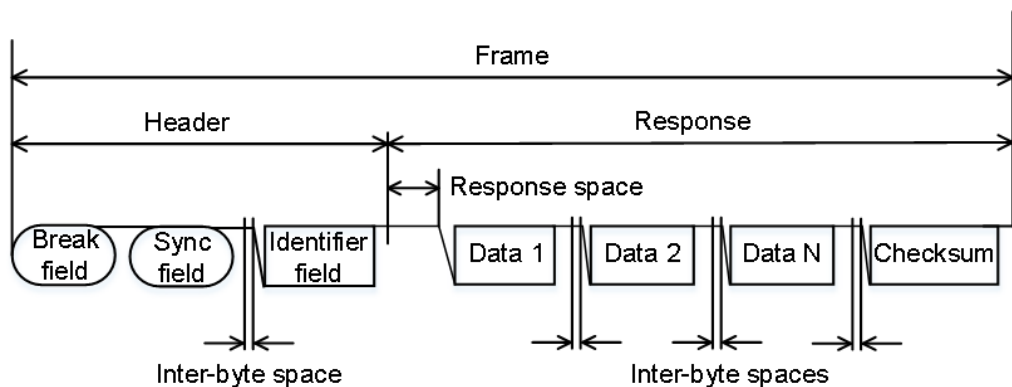 Frame
Header
Response
Response space
Break
field
Sync
field
Identifier
field
Data 1
Data 2
Data N
Checksum
Inter-byte space
Inter-byte spaces